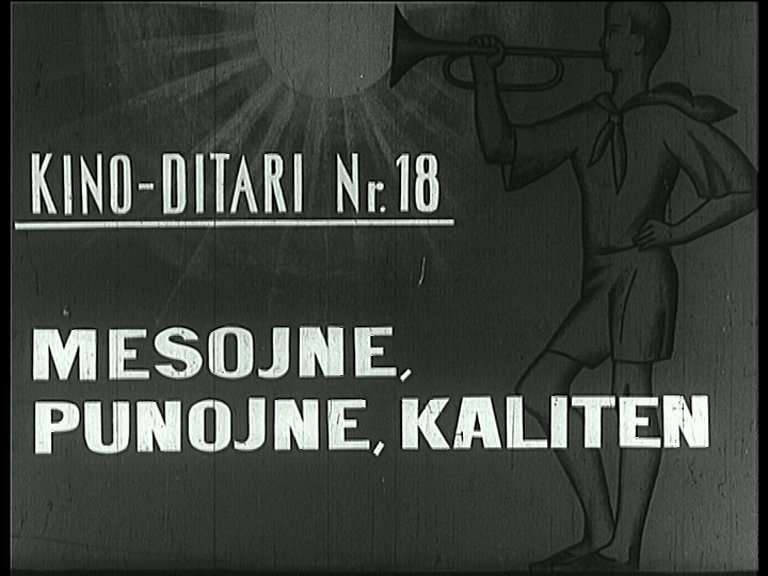 KINO-DITARI Nr. 18
MESOJNE,
PUNOJNE, KALITEN